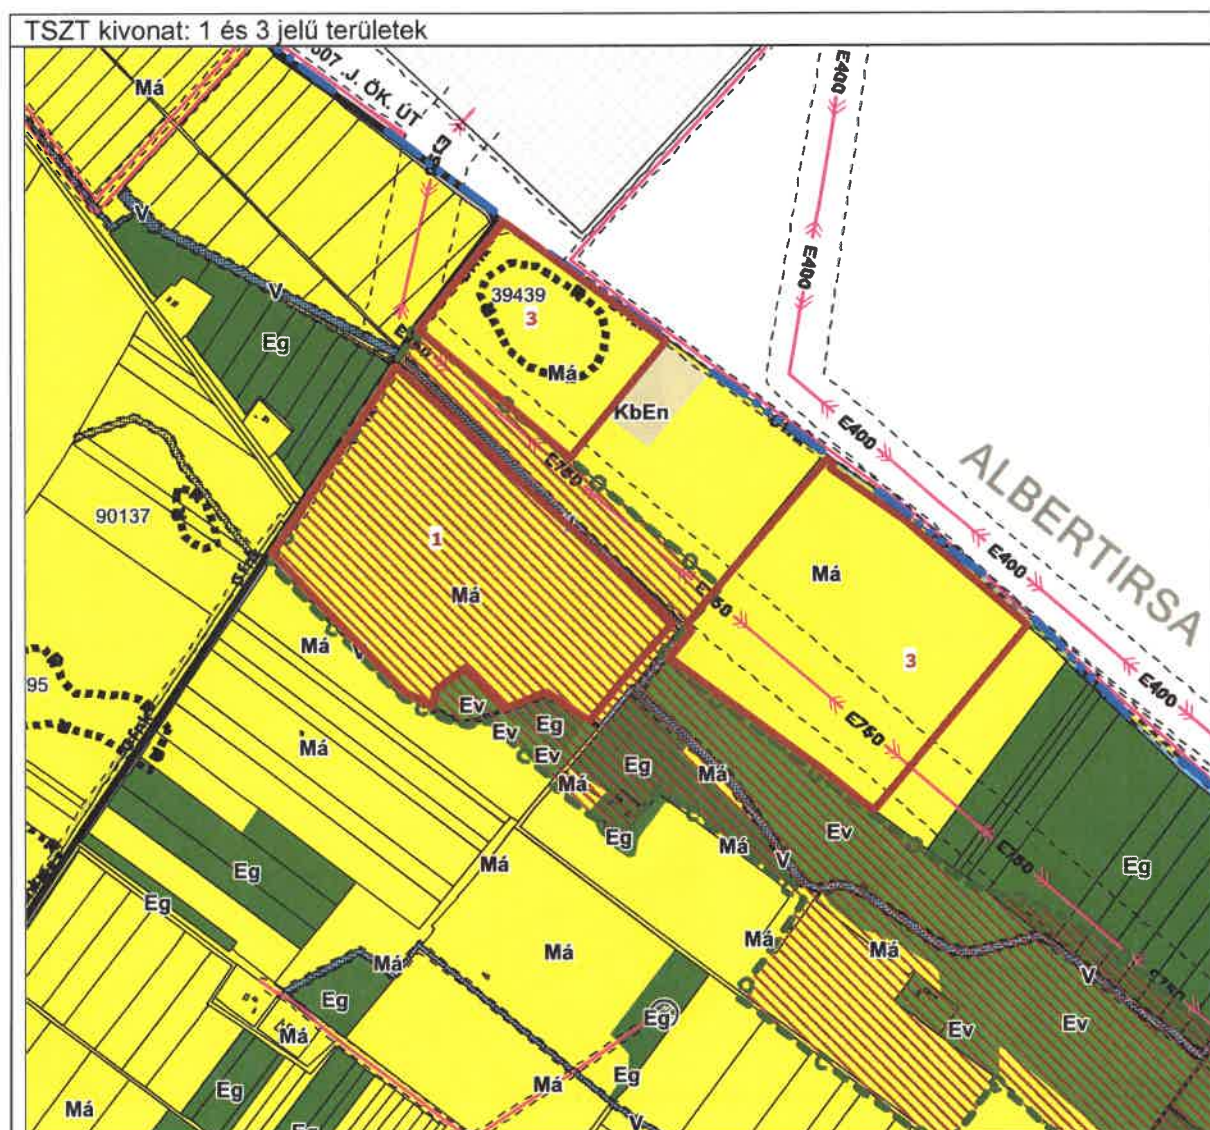 TSZT kivonat: 1 és 3 jelű területek
607 .J. ÖK. ÚT
E400
Má
V
E400
39439
3
V
Eg
Má
KbEn
E400
E750
ALBERTIRSA
90137
1
E400
Má
Má
E400
Má
3
E400
95
Ev
Ev
Eg
E750
Má
Ev
Eg
Má
Má
Eg
Má
Ev
V
E750
Má
Eg
Eg
Eg
Má
Má
Má
Má
V
Eg
Eg
Ev
Ev
Má
Má
Eg
Eg
Má
V